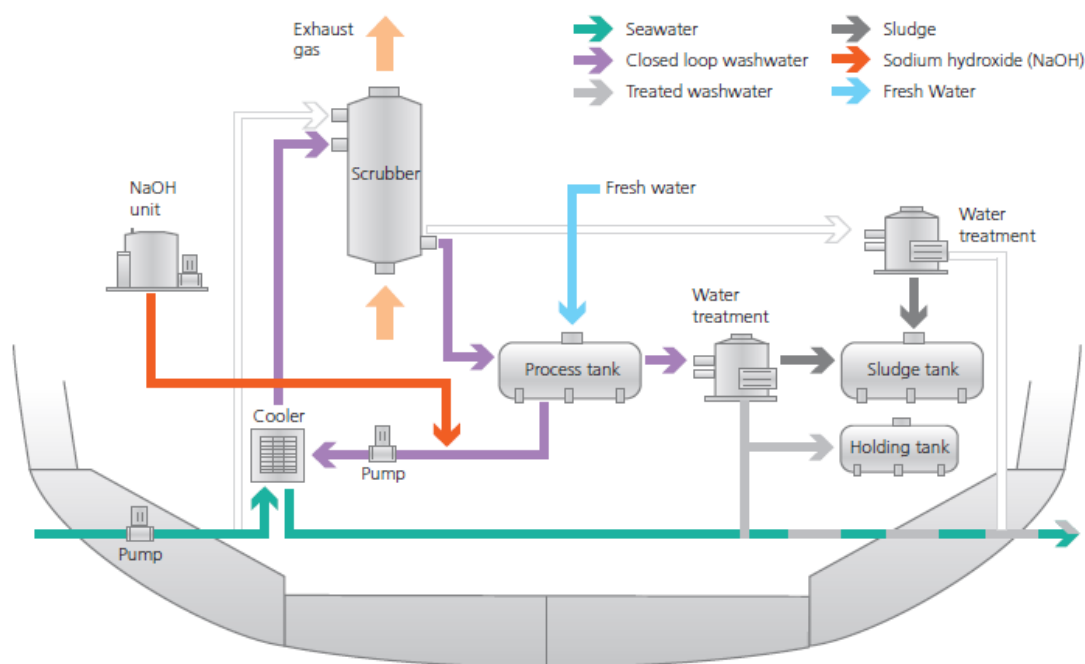 Exhaust
gas
Seawater
Closed loop washwater
Treated washwater
Sludge
Sodium hydroxide (NaOH)
Fresh Water
NaOH
unit
Scrubber
Fresh water
Water
treatment
Water
treatment
Process tank
Sludge tank
Cooler
Pump
Holding tank
Pump